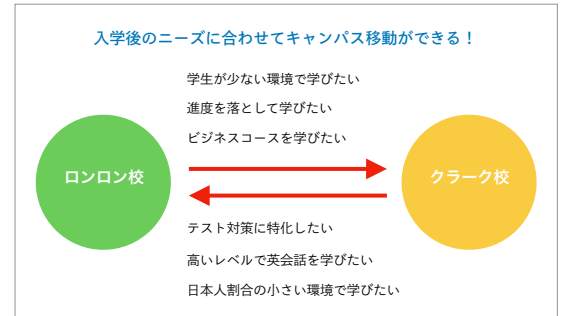 入学後のニーズに合わせてキャンパス移動ができる！
学生が少ない環境で学びたい
進度を落として学びたい
ビジネスコースを学びたい
ロンロン校
クラーク校
テスト対策に特化したい
高いレベルで英会話を学びたい
日本人割合の小さい環境で学びたい